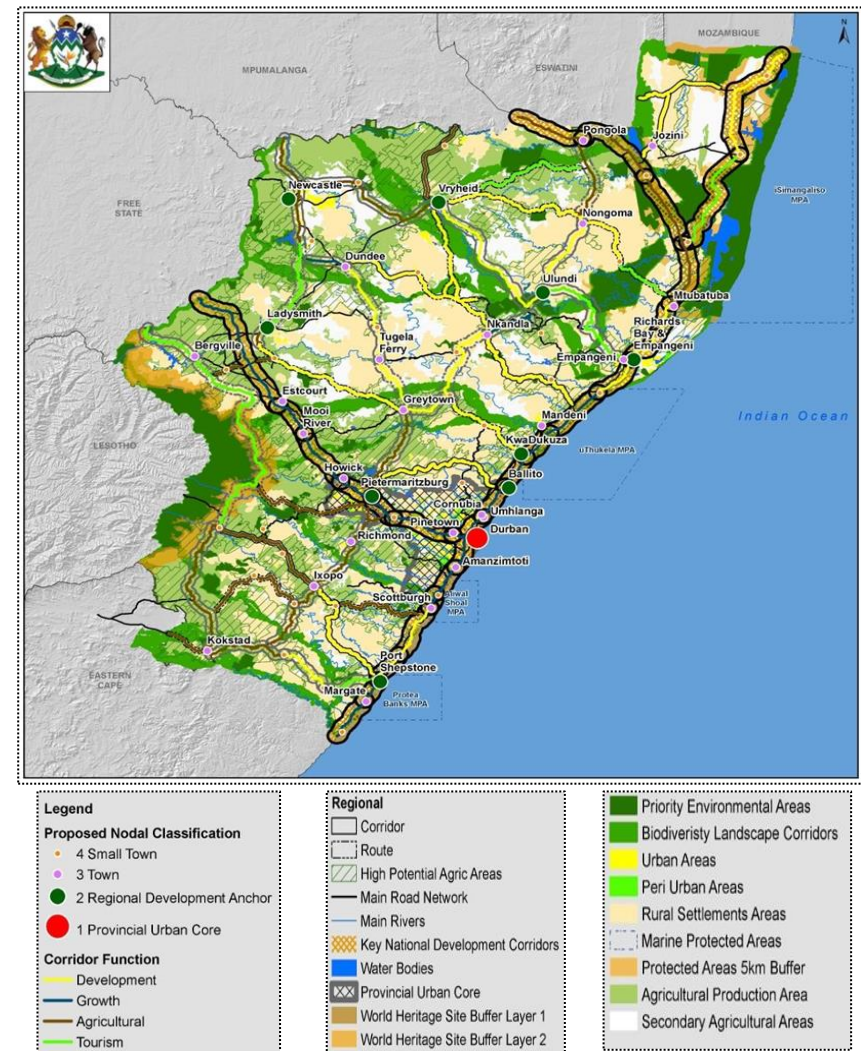 MOZAMBIQUE
N
MPUMALANGA
ESWATINI
Pongola
Jozini
Newcastle
Vryheid
iSimangaliso
MPA
FREE
STATE
Nongoma
Dundee
Ulundi
Mtubatuba
Ladysmith
Nkandla
Richards
Bay &
Empangeni
Bergville
Tugela
Ferry
Empangeni
Estcourt
Greytown
Mooi
River
Mandeni
Indian Ocean
KwaDukuza
uThukela MPA
LESOTHO
Howick
Pietermaritzburg
Ballito
Cornubia
Umhlanga
Pinetown
Durban
Richmond
Amanzimtoti
Ixopo
Scottburgh
Shoal
MPA
Kokstad
EASTERN
CAPE
Port
Shepstone
Margate
Protea
Banks MPA
Legend
Proposed Nodal Classification
4 Small Town
3 Town
2 Regional Development Anchor
1 Provincial Urban Core
Corridor Function
Development
Growth
Agricultural
Tourism
Regional
Corridor
Route
High Potential Agric Areas
Main Road Network
Main Rivers
Key National Development Corridors
Water Bodies
Provincial Urban Core
World Heritage Site Buffer Layer 1
World Heritage Site Buffer Layer 2
Priority Environmental Areas
Biodiveristy Landscape Corridors
Urban Areas
Peri Urban Areas
Rural Settlements Areas
Marine Protected Areas
Protected Areas 5km Buffer
Agricultural Production Area
Secondary Agricultural Areas